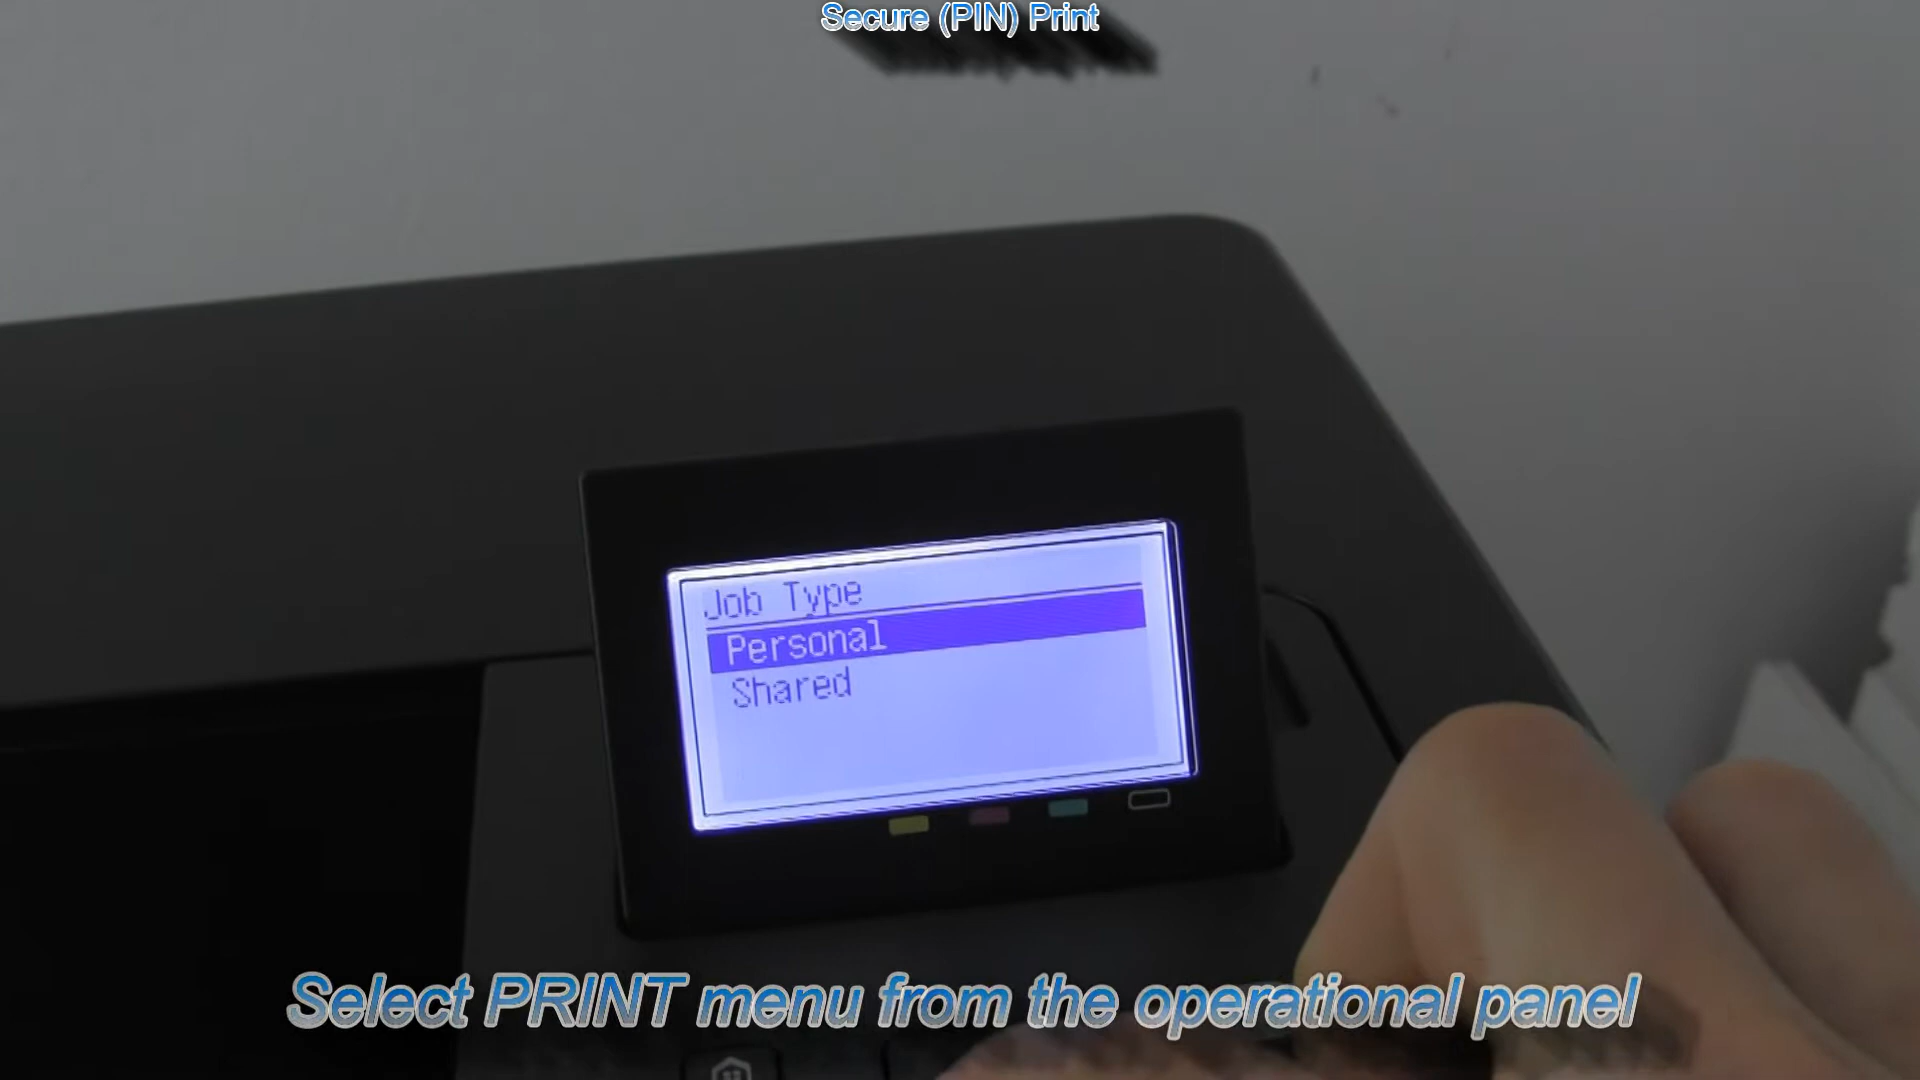 Secure (PIN) Print
Job Type
Personal
Shared
Select PRINT menu from the operational panel